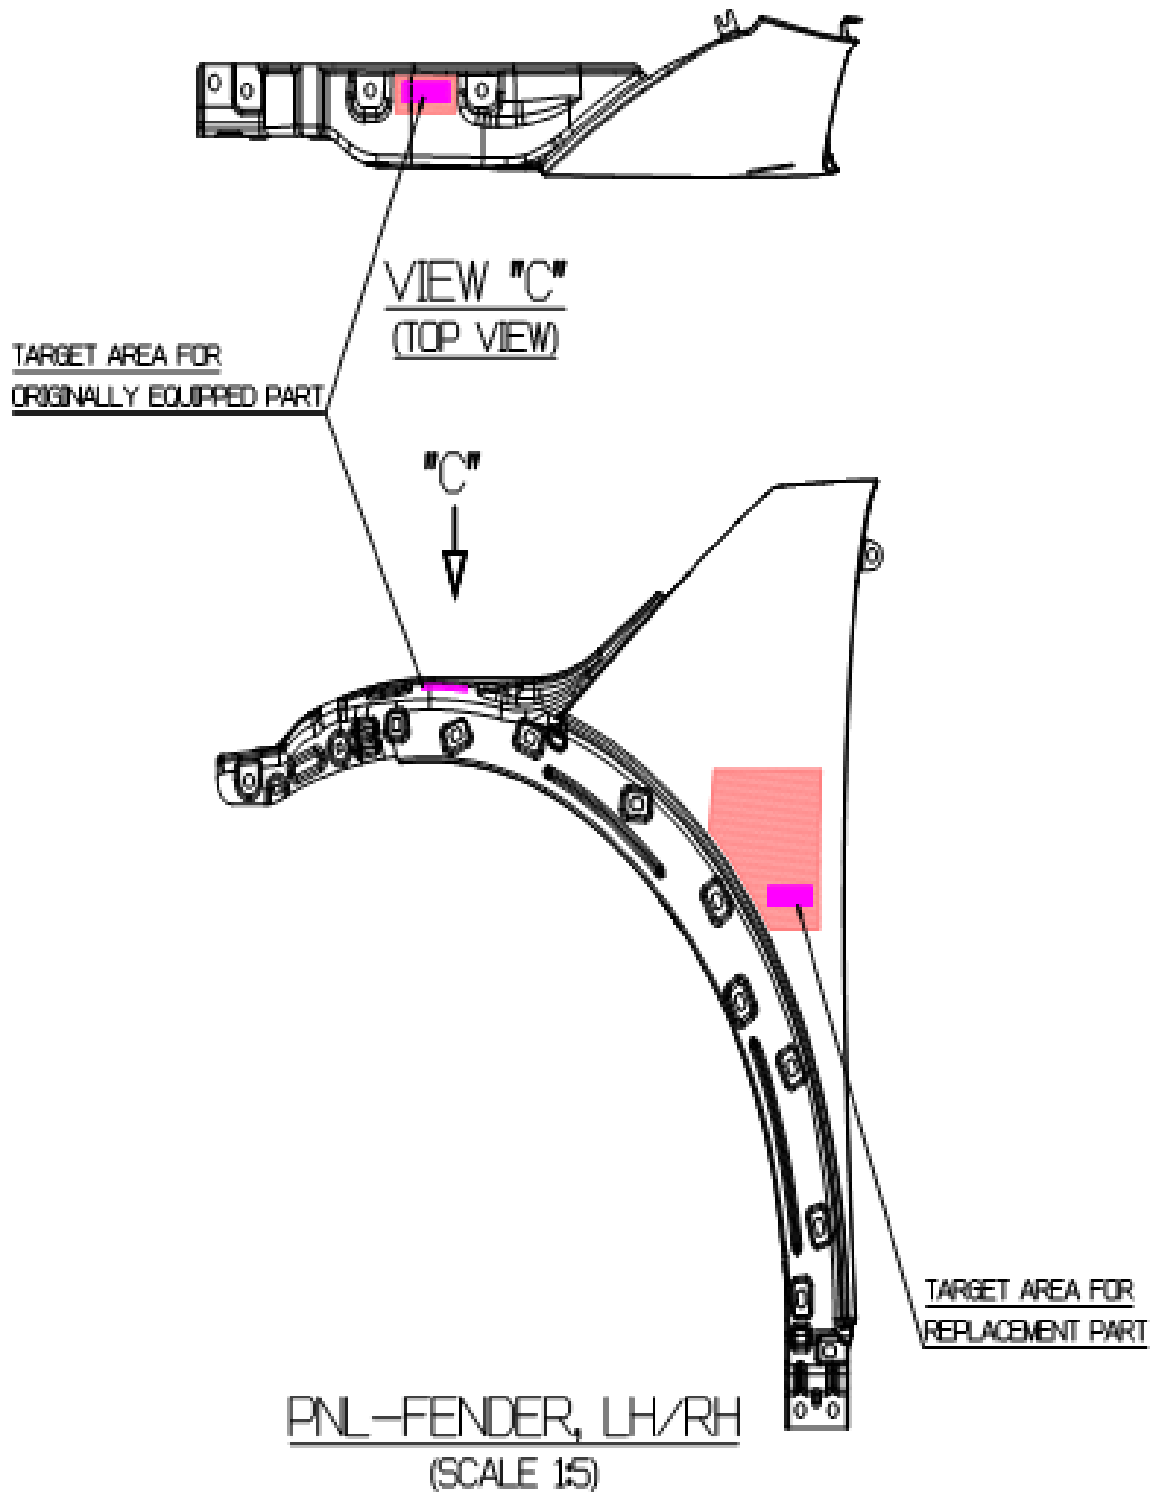 VIEW "C"
(TOP VIEW)
TARGET AREA FOR
ORIGINALLY EQUIPPED PART
"C"
TARGET AREA FOR
REPLACEMENT PART
PNL-FENDER, LH/RH
(SCALE 1:5)